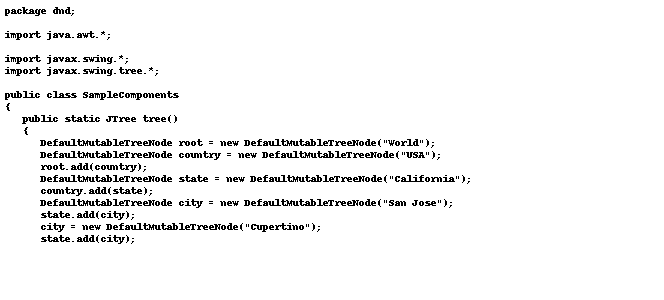 package dnd;
import java.awt.*;
import javax.swing.*;
import javax.swing.tree.*;
public class SampleComponents
{
public static JTree tree()
{
DefaultMutableTreeNode root = new DefaultMutableTreeNode("World");
DefaultMutableTreeNode country = new DefaultMutableTreeNode("USA");
root.add(country);
DefaultMutableTreeNode state = new DefaultMutableTreeNode("California");
country.add(state);
DefaultMutableTreeNode city = new DefaultMutableTreeNode("San Jose");
state.add(city);
city = new DefaultMutableTreeNode("Cupertino");
state.add(city);